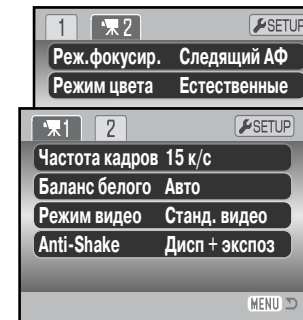 1 2 SETUP
Реж.фокусир. Следящий АФ
Режим цвета Естественные
1 2 SETUP
Частота кадров 15 к/с
Баланс белого Авто
Режим видео Станд. видео
Anti-Shake Дисп + экспоз
MENU